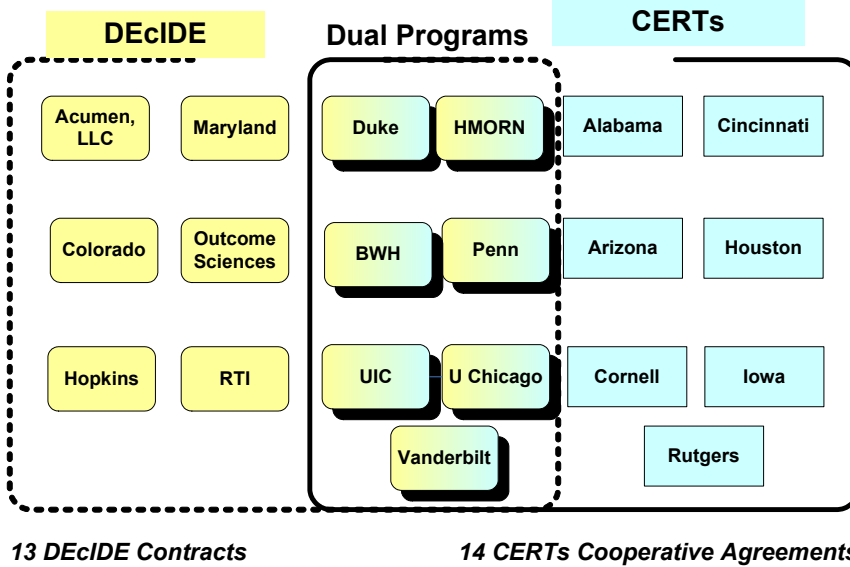 DEcIDE
Dual Programs
CERTs
Acumen,
LLC
Maryland
Duke
HMORN
Alabama
Cincinnati
Colorado
Outcome
Sciences
BWH
Penn
Arizona
Houston
Hopkins
RTI
UIC
U Chicago
Cornell
Iowa
Vanderbilt
Rutgers
13 DEcIDE Contracts
14 CERTs Cooperative Agreements